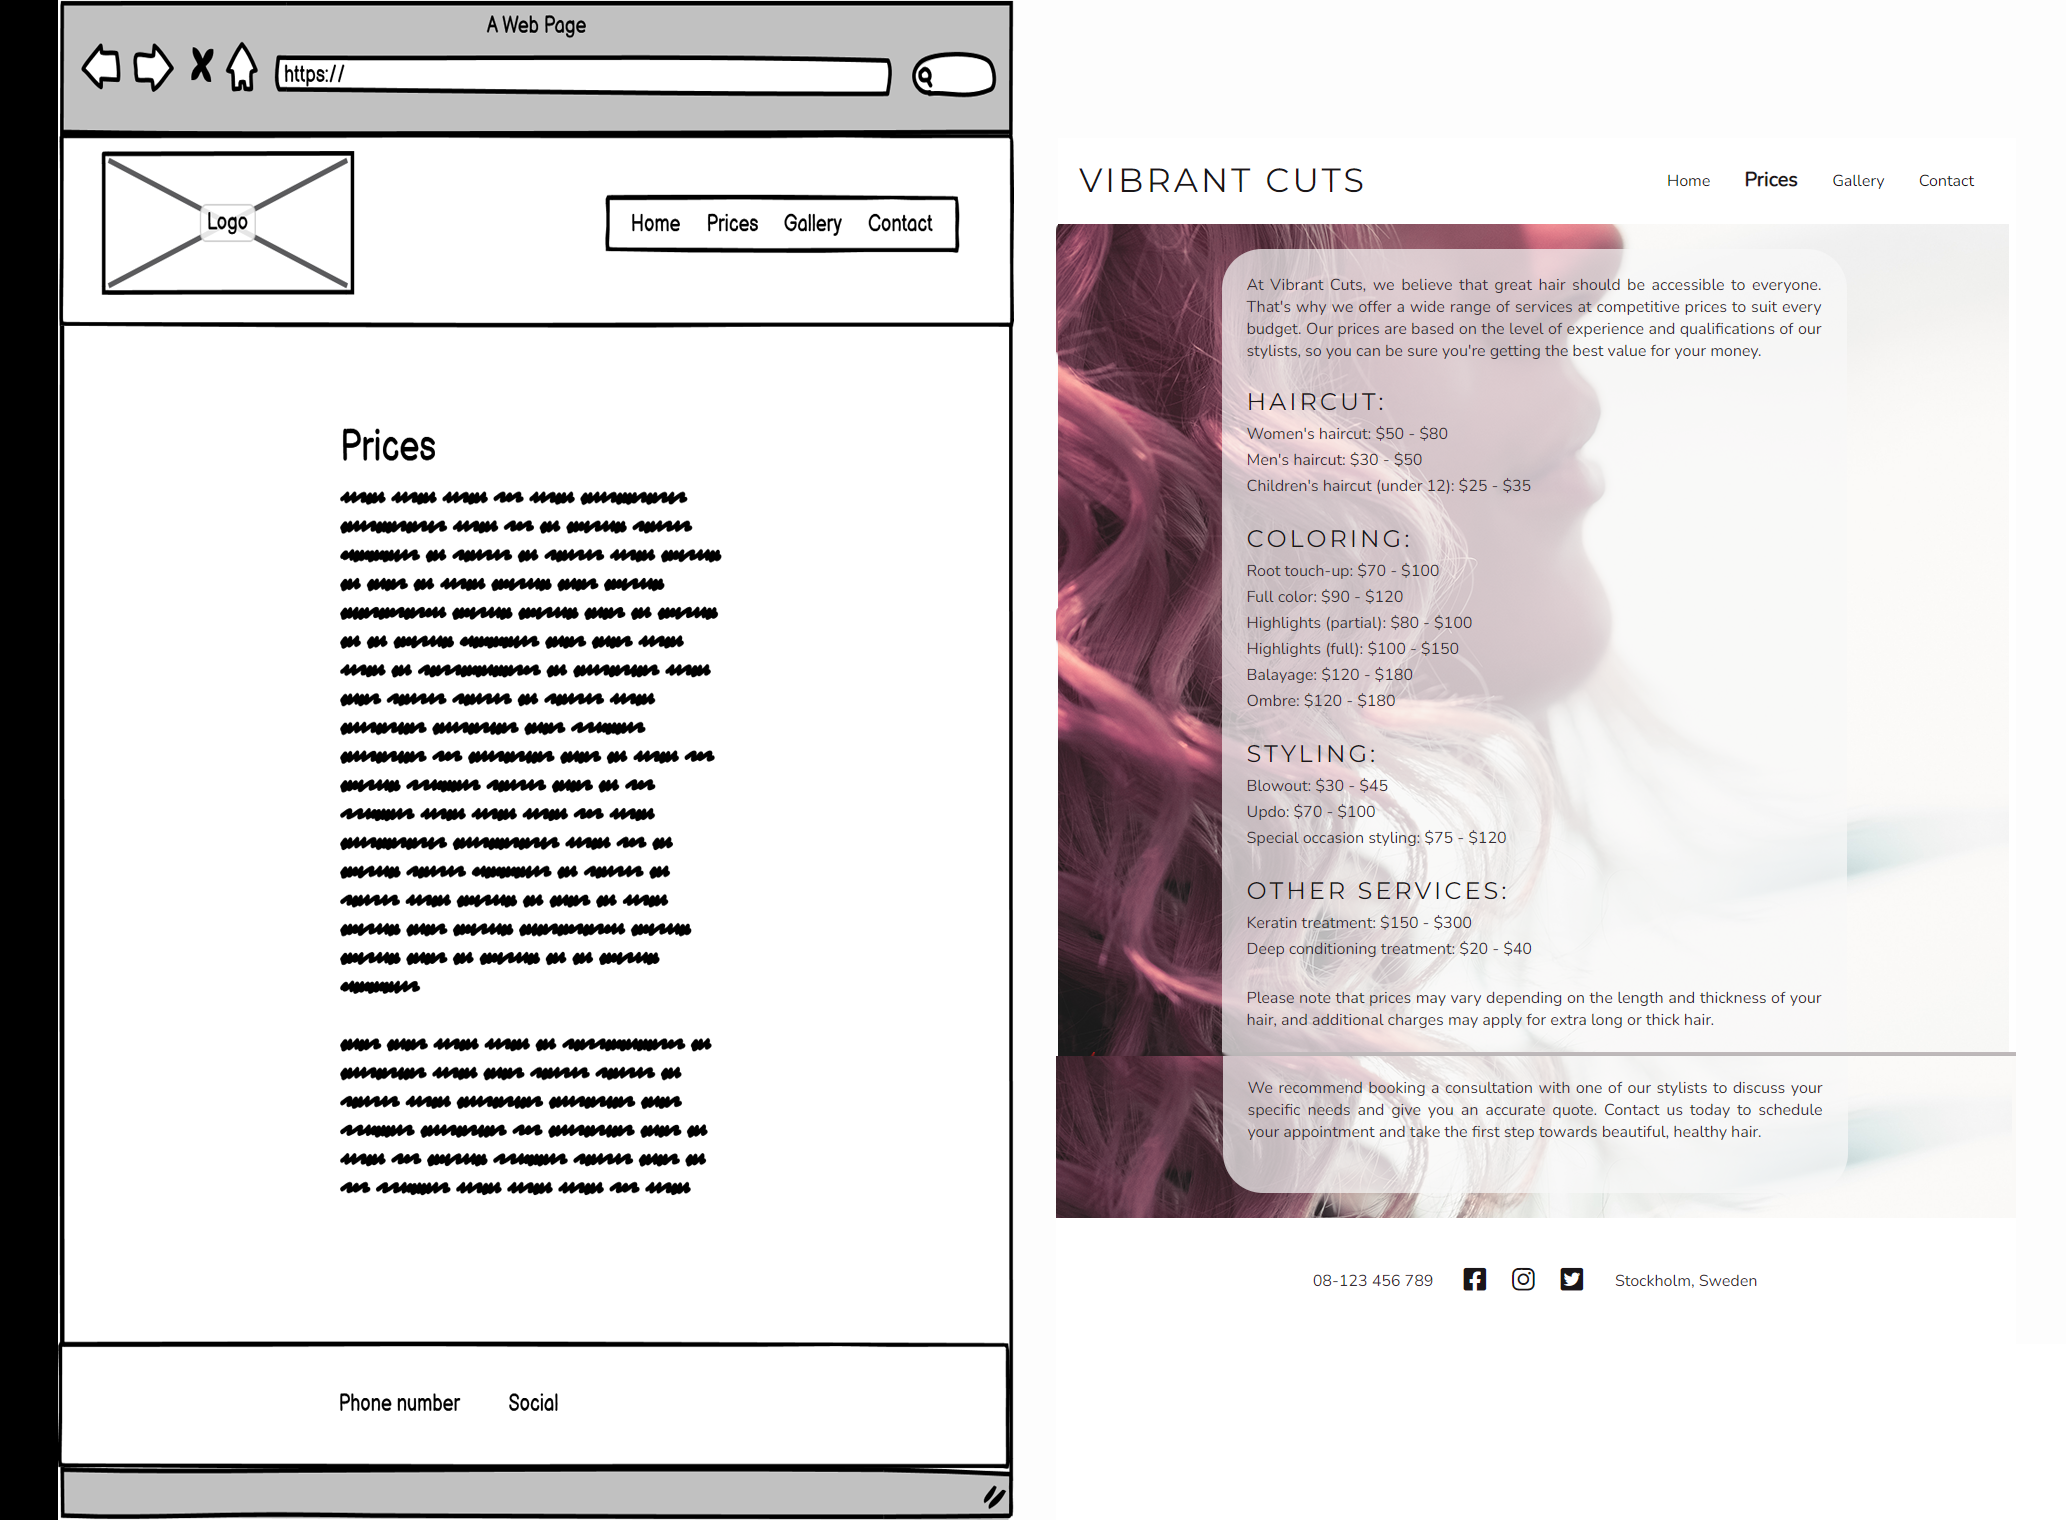 A Web Page
https://
Logo
Home Prices Gallery Contact
Prices
Phone number Social
VIBRANT CUTS
Home Prices Gallery Contact
At Vibrant Cuts, we believe that great hair should be accessible to everyone.
That's why we offer a wide range of services at competitive prices to suit every
budget. Our prices are based on the level of experience and qualifications of our
stylists, so you can be sure you're getting the best value for your money.
HAIRCUT:
Women's haircut: $50 - $80
Men's haircut: $30 - $50
Children's haircut (under 12): $25 - $35
COLORING:
Root touch-up: $70 - $100
Full color: $90 - $120
Highlights (partial): $80 - $100
Highlights (full): $100 - $150
Balayage: $120 - $180
Ombre: $120 - $180
STYLING:
Blowout: $30 - $45
Updo: $70 - $100
Special occasion styling: $75 - $120
OTHER SERVICES:
Keratin treatment: $150 - $300
Deep conditioning treatment: $20 - $40
Please note that prices may vary depending on the length and thickness of your
hair, and additional charges may apply for extra long or thick hair.
We recommend booking a consultation with one of our stylists to discuss your
specific needs and give you an accurate quote. Contact us today to schedule
your appointment and take the first step towards beautiful, healthy hair.
08-123 456 789 Stockholm, Sweden